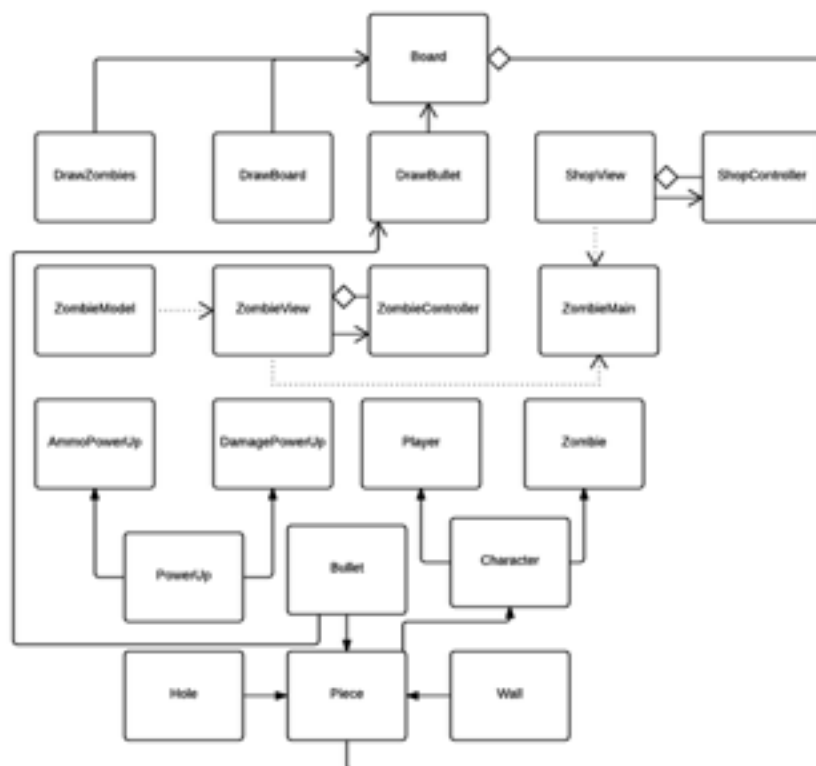 Board
DrawZombies
DrawBoard
DrawBullet
ShopView
ShopController
ZombieModel
ZombieView
ZombieController
ZombieMain
AmmoPowerUp
DamagePowerUp
Player
Zombie
PowerUp
Bullet
Character
Hole
Piece
Wall